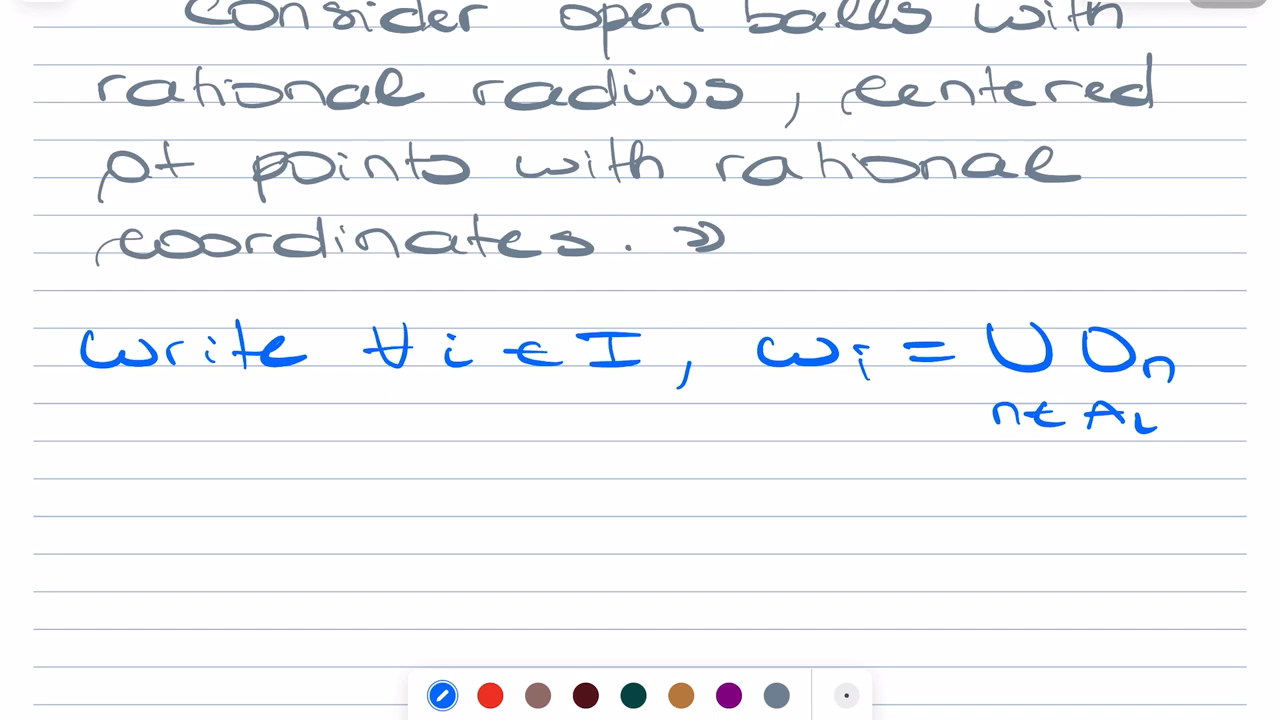 Consider open balls with
rational radius, centered
at points with rational
coordinates. »
Write ∀i ∈ I, ωᵢ = ∪ Oₙ
n ∈ Aᵢ